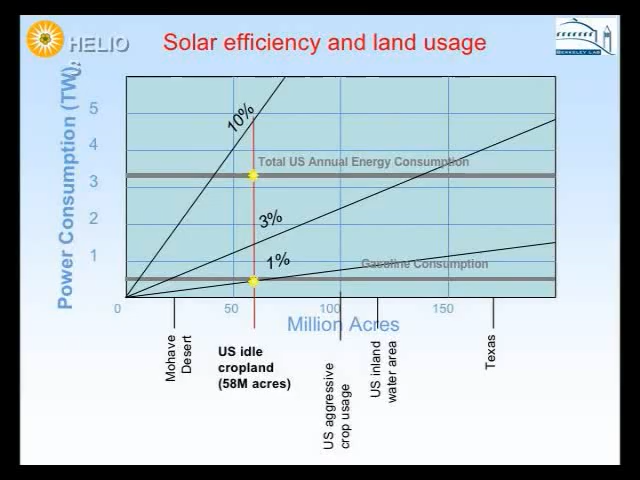 HELIO
Solar efficiency and land usage
BERKELEY LAB
Power Consumption (TW)
5
4
3
2
1
10%
Total US Annual Energy Consumption
3%
1%
Gasoline Consumption
0
50
100
150
Million Acres
Mohave
Desert
US idle
cropland
(58M acres)
US aggressive
crop usage
US inland
water area
Texas